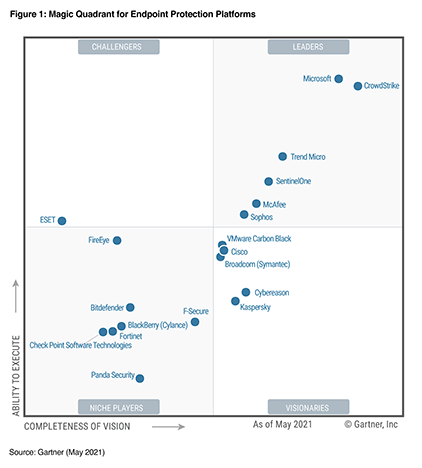 Figure 1: Magic Quadrant for Endpoint Protection Platforms
CHALLENGERS
LEADERS
Microsoft
CrowdStrike
Trend Micro
SentinelOne
McAfee
Sophos
ESET
FireEye
VMware Carbon Black
Cisco
Broadcom (Symantec)
Cybereason
Kaspersky
Bitdefender
F-Secure
BlackBerry (Cylance)
Fortinet
Check Point Software Technologies
Panda Security
ABILITY TO EXECUTE
NICHE PLAYERS
VISIONARIES
COMPLETENESS OF VISION
As of May 2021
© Gartner, Inc
Source: Gartner (May 2021)